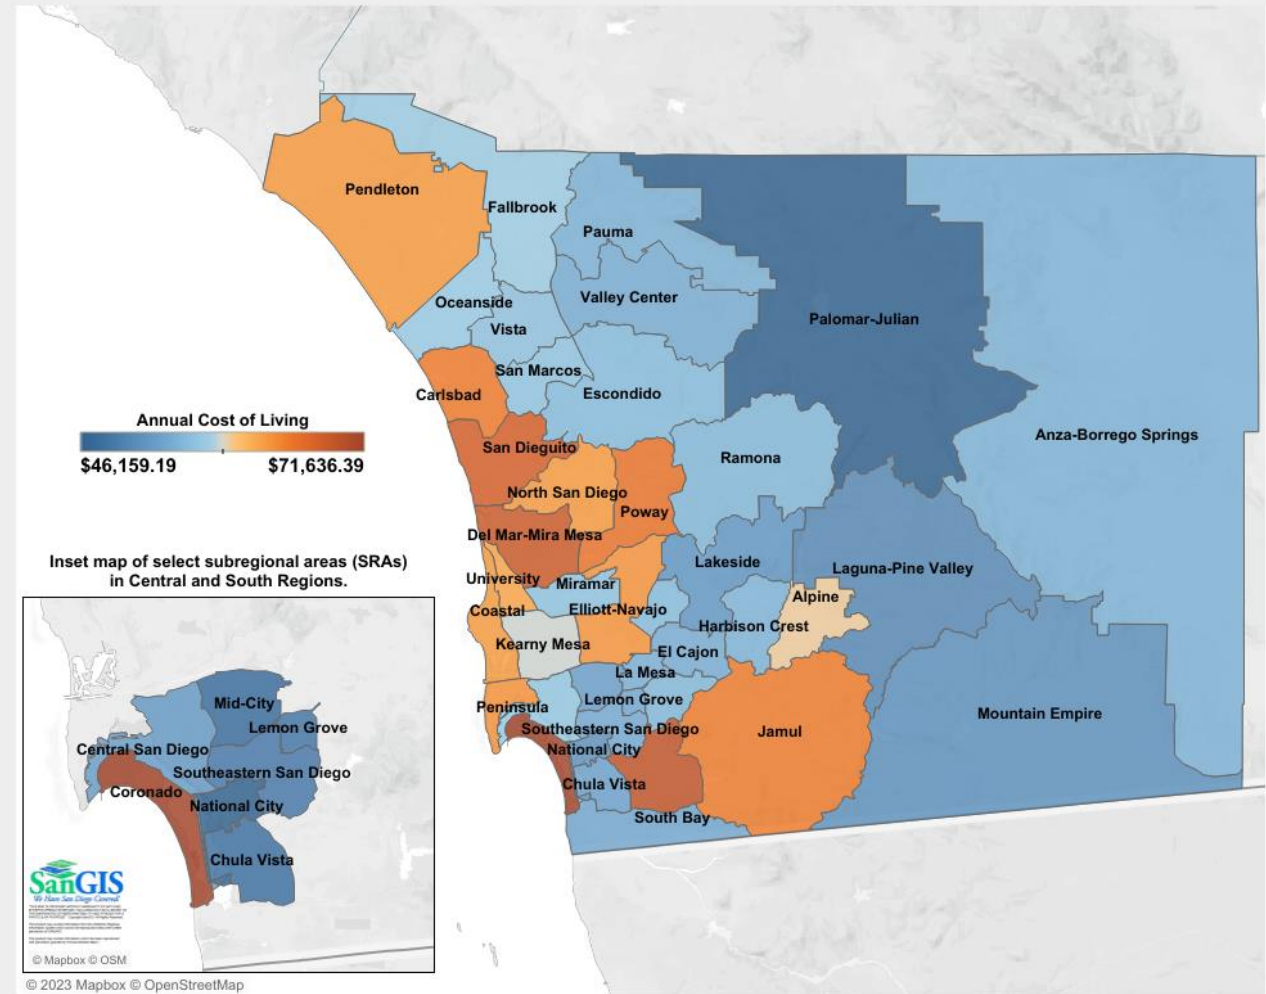 Pendleton
Fallbrook
Pauma
Oceanside
Valley Center
Vista
Palomar-Julian
San Marcos
Carlsbad
Escondido
Annual Cost of Living
$46,159.19
$71,636.39
Anza-Borrego Springs
San Dieguito
Ramona
North San Diego
Poway
Del Mar-Mira Mesa
Inset map of select subregional areas (SRAs)
in Central and South Regions.
Lakeside
Laguna-Pine Valley
University
Miramar
Alpine
Coastal
Elliott-Navajo
Harbison Crest
Kearny Mesa
El Cajon
La Mesa
Lemon Grove
Peninsula
Mountain Empire
Southeastern San Diego
Jamul
National City
Chula Vista
South Bay
Mid-City
Lemon Grove
Central San Diego
Southeastern San Diego
Coronado
National City
Chula Vista
SanGIS
We Have San Diego Covered!
© Mapbox © OSM
© 2023 Mapbox © OpenStreetMap